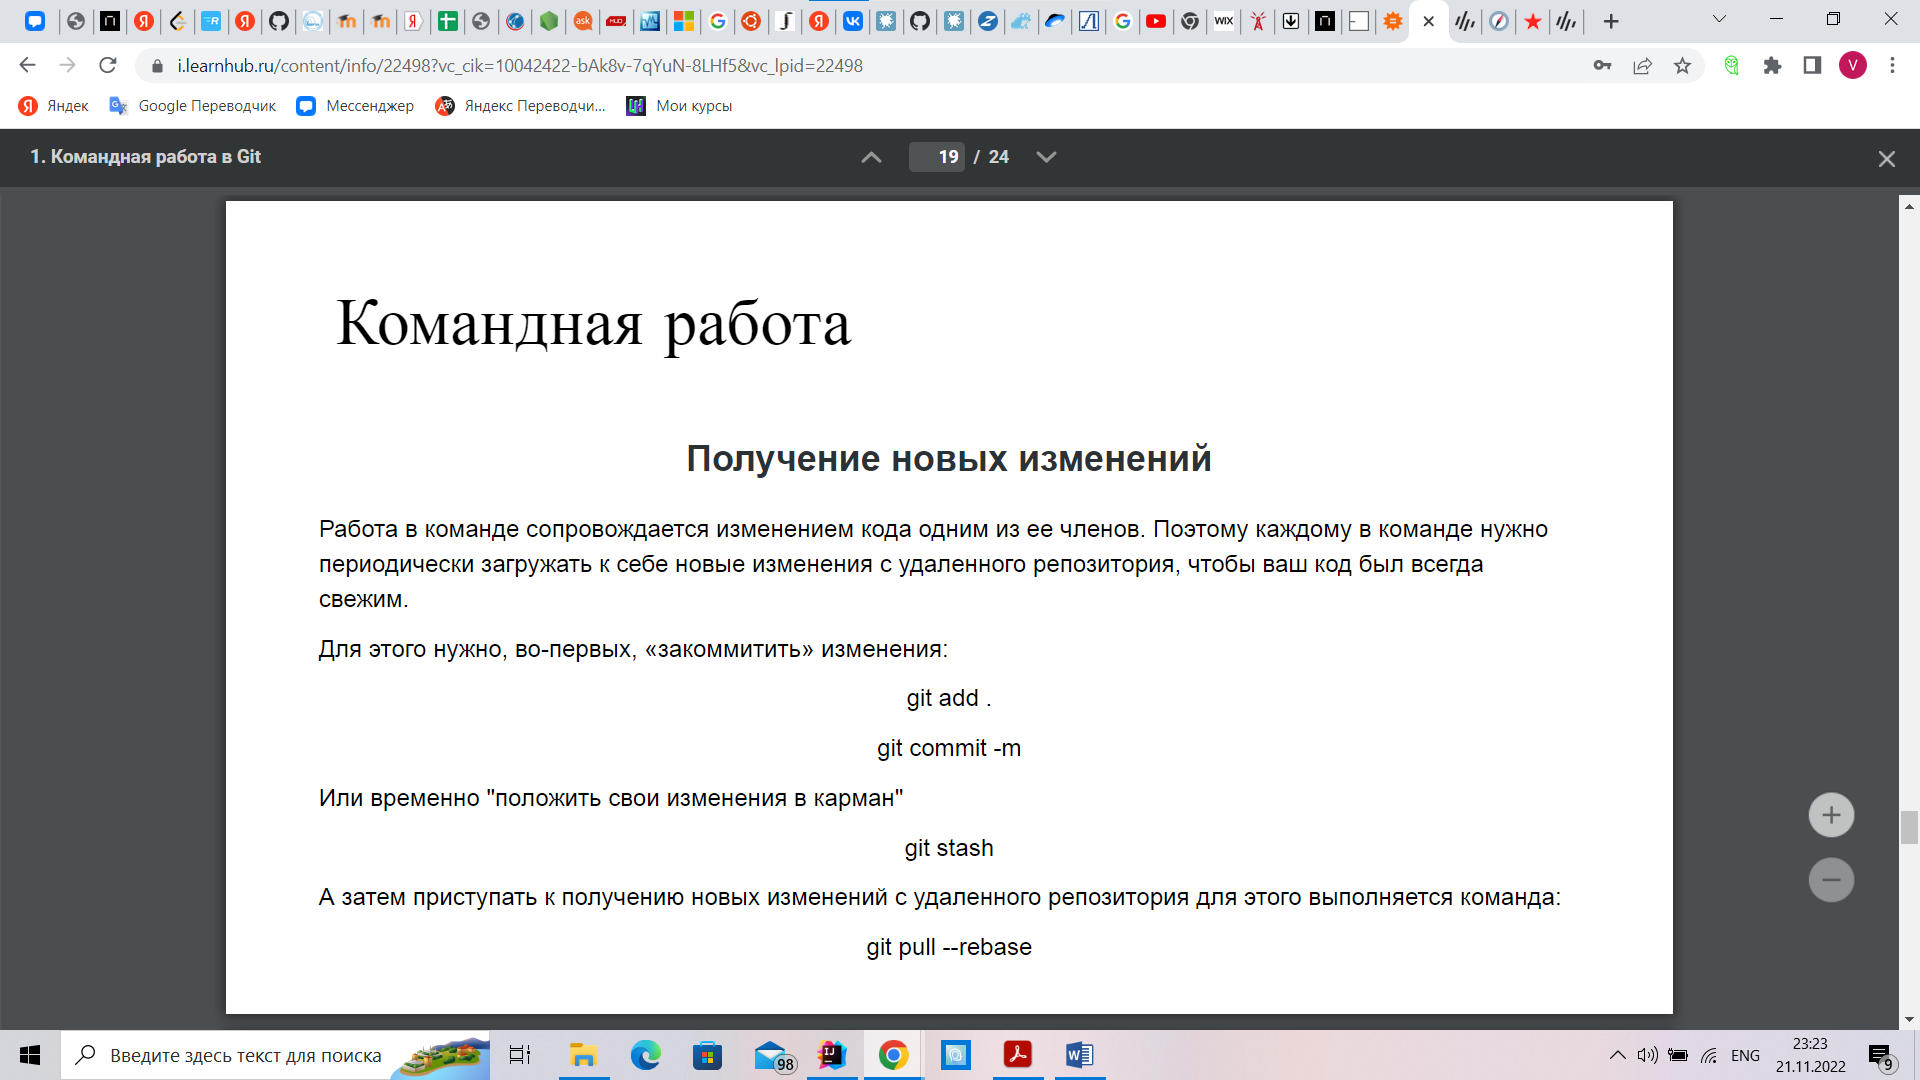 ask
WIX
i.learnhub.ru/content/info/22498?vc_cik=10042422-bAk8v-7qYuN-8LHf5&vc_lpid=22498
V
Яндек
Google Переводчик
Мессенджер
Яндекс Переводчи...
Мои курсы
1. Командная работа в Git
19 / 24
Командная работа
Получение новых изменений
Работа в команде сопровождается изменением кода одним из ее членов. Поэтому каждому в команде нужно
периодически загружать к себе новые изменения с удаленного репозитория, чтобы ваш код был всегда
свежим.
Для этого нужно, во-первых, «закоммитить» изменения:
git add .
git commit -m
Или временно "положить свои изменения в карман"
git stash
А затем приступать к получению новых изменений с удаленного репозитория для этого выполняется команда:
git pull --rebase
Введите здесь текст для поиска
98
ENG
23:23
21.11.2022
9